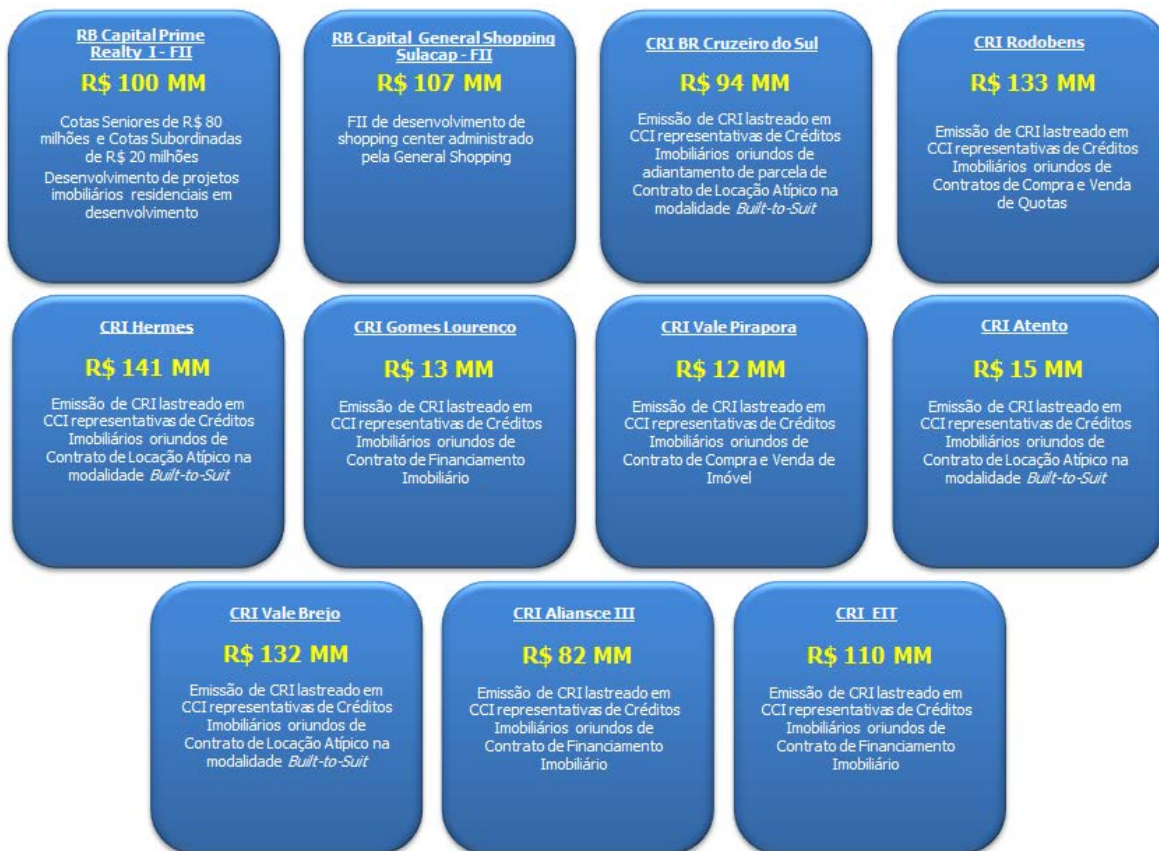 RB Capital Prime
Realty I - FII
R$ 100 MM
Cotas Seniores de R$ 80
milhões e Cotas Subordinadas
de R$ 20 milhões
Desenvolvimento de projetos
imobiliários residenciais em
desenvolvimento
RB Capital General Shopping
Sulacap - FII
R$ 107 MM
FII de desenvolvimento de
shopping center administrado
pela General Shopping
CRI BR Cruzeiro do Sul
R$ 94 MM
Emissão de CRI lastreado em
CCI representativas de Créditos
Imobiliários oriundos de
adiantamento de parcela de
Contrato de Locação Atípico na
modalidade Built-to-Suit
CRI Rodobens
R$ 133 MM
Emissão de CRI lastreado em
CCI representativas de Créditos
Imobiliários oriundos de
Contratos de Compra e Venda
de Quotas
CRI Hermes
R$ 141 MM
Emissão de CRI lastreado em
CCI representativas de Créditos
Imobiliários oriundos de
Contrato de Locação Atípico na
modalidade Built-to-Suit
CRI Gomes Lourenço
R$ 13 MM
Emissão de CRI lastreado em
CCI representativas de Créditos
Imobiliários oriundos de
Contrato de Financiamento
Imobiliário
CRI Vale Pirapora
R$ 12 MM
Emissão de CRI lastreado em
CCI representativas de Créditos
Imobiliários oriundos de
Contrato de Compra e Venda de
Imóvel
CRI Atento
R$ 15 MM
Emissão de CRI lastreado em
CCI representativas de Créditos
Imobiliários oriundos de
Contrato de Locação Atípico na
modalidade Built-to-Suit
CRI Vale Brejo
R$ 132 MM
Emissão de CRI lastreado em
CCI representativas de Créditos
Imobiliários oriundos de
Contrato de Locação Atípico na
modalidade Built-to-Suit
CRI Aliansce III
R$ 82 MM
Emissão de CRI lastreado em
CCI representativas de Créditos
Imobiliários oriundos de
Contrato de Financiamento
Imobiliário
CRI EIT
R$ 110 MM
Emissão de CRI lastreado em
CCI representativas de Créditos
Imobiliários oriundos de
Contrato de Financiamento
Imobiliário